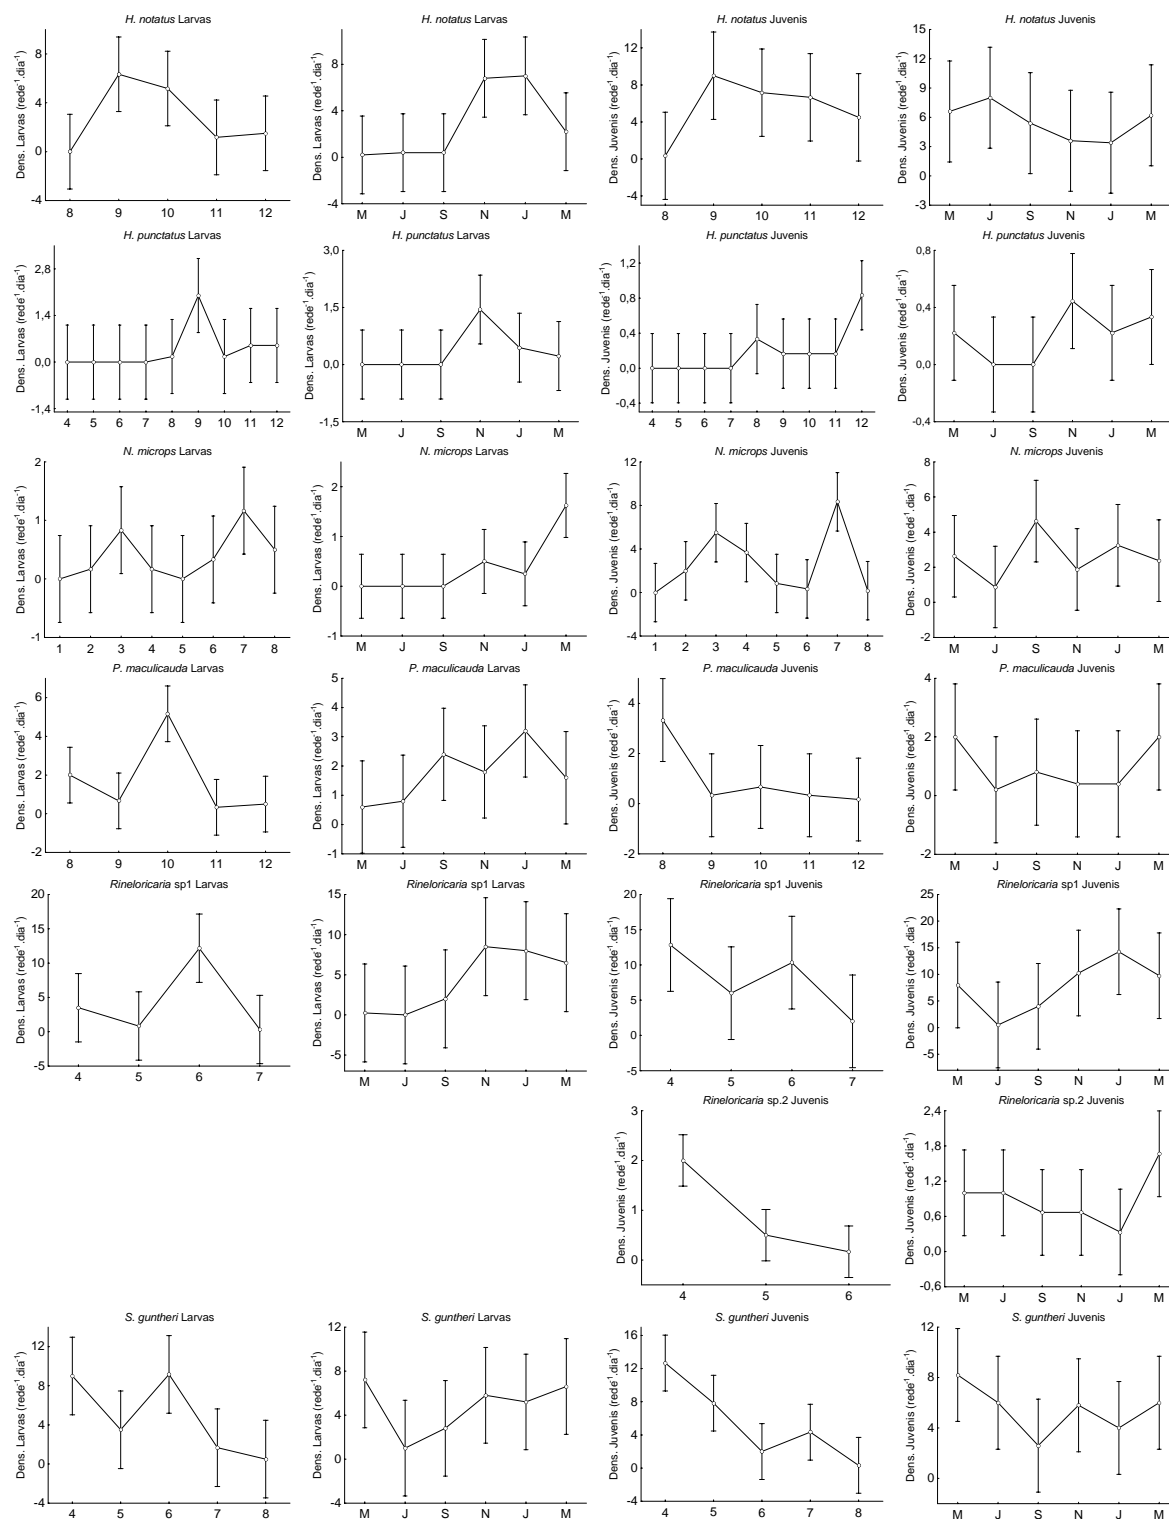 H. notatus Larvas
Dens. Larvas (rede⁻¹.dia⁻¹)
8
4
0
-4
8 9 10 11 12
H. notatus Larvas
Dens. Larvas (rede⁻¹.dia⁻¹)
8
4
0
-4
M J S N J M
H. notatus Juvenis
Dens. Juvenis (rede⁻¹.dia⁻¹)
12
8
4
0
-4
8 9 10 11 12
H. notatus Juvenis
Dens. Juvenis (rede⁻¹.dia⁻¹)
15
12
9
6
3
0
-3
M J S N J M
H. punctatus Larvas
Dens. Larvas (rede⁻¹.dia⁻¹)
2,8
1,4
0,0
-1,4
4 5 6 7 8 9 10 11 12
H. punctatus Larvas
Dens. Larvas (rede⁻¹.dia⁻¹)
3,0
1,5
0,0
-1,5
M J S N J M
H. punctatus Juvenis
Dens. Juvenis (rede⁻¹.dia⁻¹)
1,2
0,8
0,4
0,0
-0,4
4 5 6 7 8 9 10 11 12
H. punctatus Juvenis
Dens. Juvenis (rede⁻¹.dia⁻¹)
0,8
0,4
0,0
-0,4
M J S N J M
N. microps Larvas
Dens. Larvas (rede⁻¹.dia⁻¹)
2
1
0
-1
1 2 3 4 5 6 7 8
N. microps Larvas
Dens. Larvas (rede⁻¹.dia⁻¹)
2
1
0
-1
M J S N J M
N. microps Juvenis
Dens. Juvenis (rede⁻¹.dia⁻¹)
12
8
4
0
-4
1 2 3 4 5 6 7 8
N. microps Juvenis
Dens. Juvenis (rede⁻¹.dia⁻¹)
8
6
4
2
0
-2
M J S N J M
P. maculicauda Larvas
Dens. Larvas (rede⁻¹.dia⁻¹)
6
4
2
0
-2
8 9 10 11 12
P. maculicauda Larvas
Dens. Larvas (rede⁻¹.dia⁻¹)
5
4
3
2
1
0
-1
M J S N J M
P. maculicauda Juvenis
Dens. Juvenis (rede⁻¹.dia⁻¹)
4
2
0
-2
8 9 10 11 12
P. maculicauda Juvenis
Dens. Juvenis (rede⁻¹.dia⁻¹)
4
2
0
-2
M J S N J M
Rineloricaria sp1 Larvas
Dens. Larvas (rede⁻¹.dia⁻¹)
20
15
10
5
0
-5
4 5 6 7
Rineloricaria sp1 Larvas
Dens. Larvas (rede⁻¹.dia⁻¹)
15
10
5
0
-5
M J S N J M
Rineloricaria sp1 Juvenis
Dens. Juvenis (rede⁻¹.dia⁻¹)
20
15
10
5
0
-5
4 5 6 7
Rineloricaria sp1 Juvenis
Dens. Juvenis (rede⁻¹.dia⁻¹)
25
20
15
10
5
0
-5
M J S N J M
Rineloricaria sp.2 Juvenis
Dens. Juvenis (rede⁻¹.dia⁻¹)
3
2
1
0
4 5 6
Rineloricaria sp.2 Juvenis
Dens. Juvenis (rede⁻¹.dia⁻¹)
2,4
1,8
1,2
0,6
0,0
-0,6
M J S N J M
S. guntheri Larvas
Dens. Larvas (rede⁻¹.dia⁻¹)
12
8
4
0
-4
4 5 6 7 8
S. guntheri Larvas
Dens. Larvas (rede⁻¹.dia⁻¹)
12
8
4
0
-4
M J S N J M
S. guntheri Juvenis
Dens. Juvenis (rede⁻¹.dia⁻¹)
16
12
8
4
0
-4
4 5 6 7 8
S. guntheri Juvenis
Dens. Juvenis (rede⁻¹.dia⁻¹)
12
8
4
0
M J S N J M